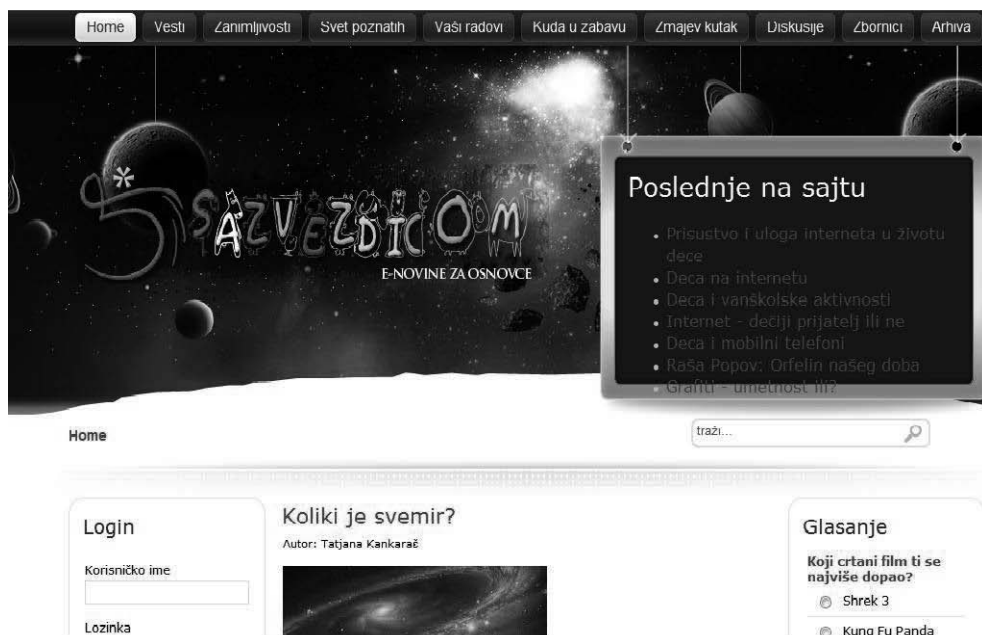 Home Vesti Zanimljivosti Svet poznatih Vaši radovi Kuda u zabavu Zmajev kutak Diskusije Zbornici Arhiva
*SAZVEZDICOM
E-NOVINE ZA OSNOVCE
Poslednje na sajtu
Prisustvo i uloga interneta u životu
dece
Deca na internetu
Deca i vanškolske aktivnosti
Internet - dečiji prijatelj ili ne
Deca i mobilni telefoni
Raša Popov: Orfelin našeg doba
Grafiti - umetnost ili?
Home
traži...
Login
Korisničko ime
Lozinka
Koliki je svemir?
Autor: Tatjana Kankaraš
Glasanje
Koji crtani film ti se
najviše dopao?
Shrek 3
Kung Fu Panda